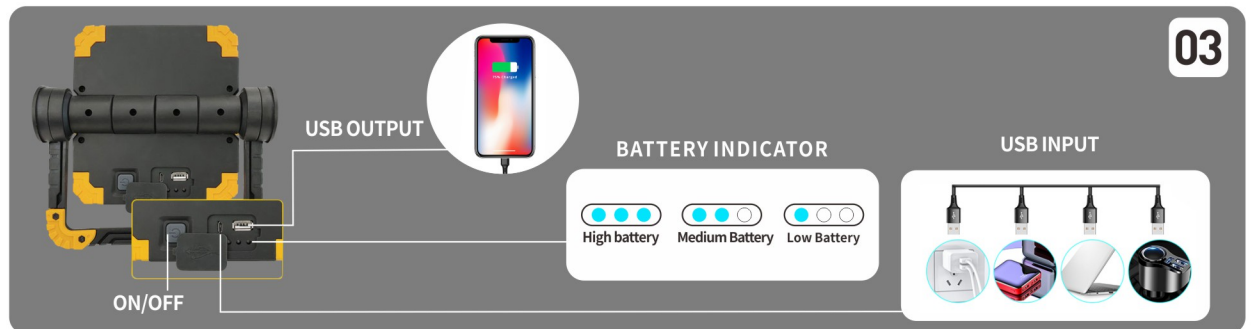 03
USB OUTPUT
BATTERY INDICATOR
USB INPUT
High battery
Medium Battery
Low Battery
ON/OFF